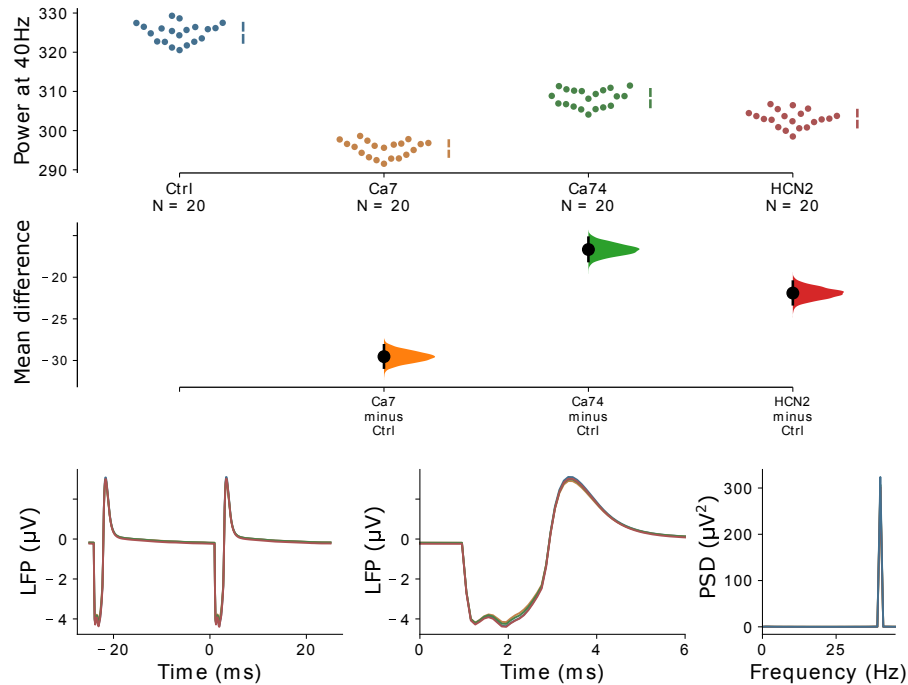 Power at 40Hz
330
320
310
300
290
Ctrl
N = 20
Ca7
N = 20
Ca74
N = 20
HCN2
N = 20
Mean difference
−20
−25
−30
Ca7
minus
Ctrl
Ca74
minus
Ctrl
HCN2
minus
Ctrl
LFP (μV)
0
−2
−4
−20
0
20
Time (ms)
LFP (μV)
0
−2
−4
0
2
4
6
Time (ms)
PSD (μV²)
300
200
100
0
0
25
Frequency (Hz)